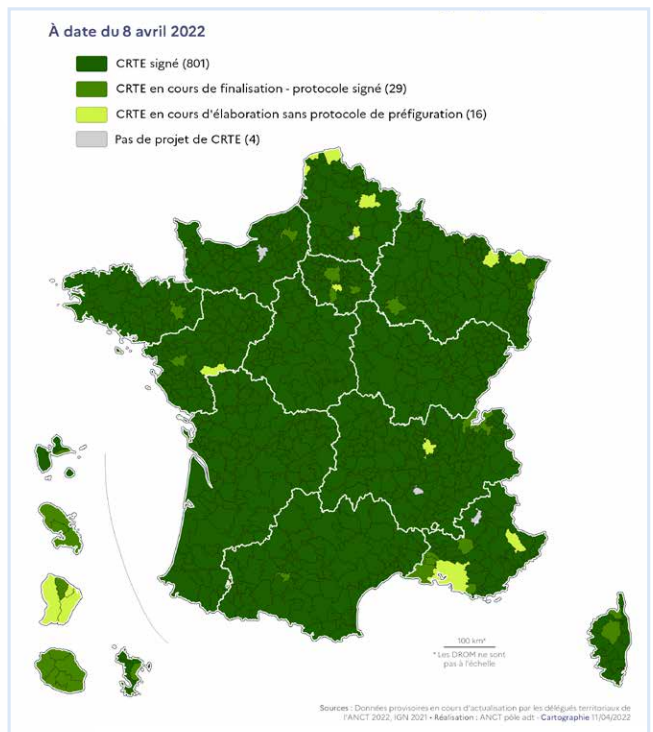 À date du 8 avril 2022
CRTE signé (801)
CRTE en cours de finalisation - protocole signé (29)
CRTE en cours d'élaboration sans protocole de préfiguration (16)
Pas de projet de CRTE (4)
100 km*
* Les DROM ne sont
pas à l'échelle
Sources : Données provisoires en cours d'actualisation par les délégués territoriaux de
l'ANCT 2022, IGN 2021 • Réalisation : ANCT pôle adt - Cartographie 11/04/2022